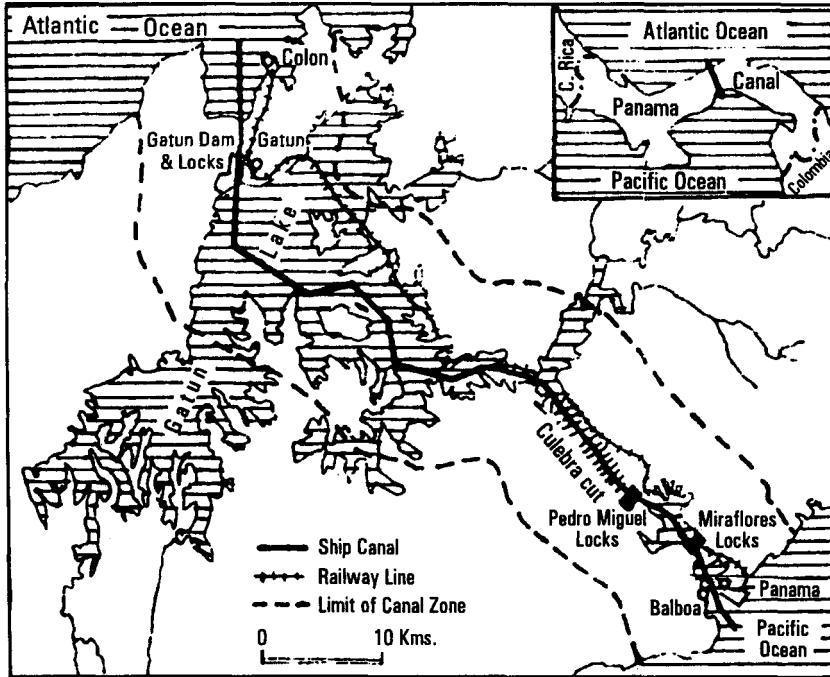 Atlantic Ocean
Colon
Gatun Dam
& Locks
Gatun
Lake
Gatun
Culebra cut
Pedro Miguel
Locks
Miraflores
Locks
Panama
Balboa
Pacific
Ocean
Ship Canal
Railway Line
Limit of Canal Zone
0 10 Kms.
Atlantic Ocean
C. Rica
Canal
Panama
Colombia
Pacific Ocean